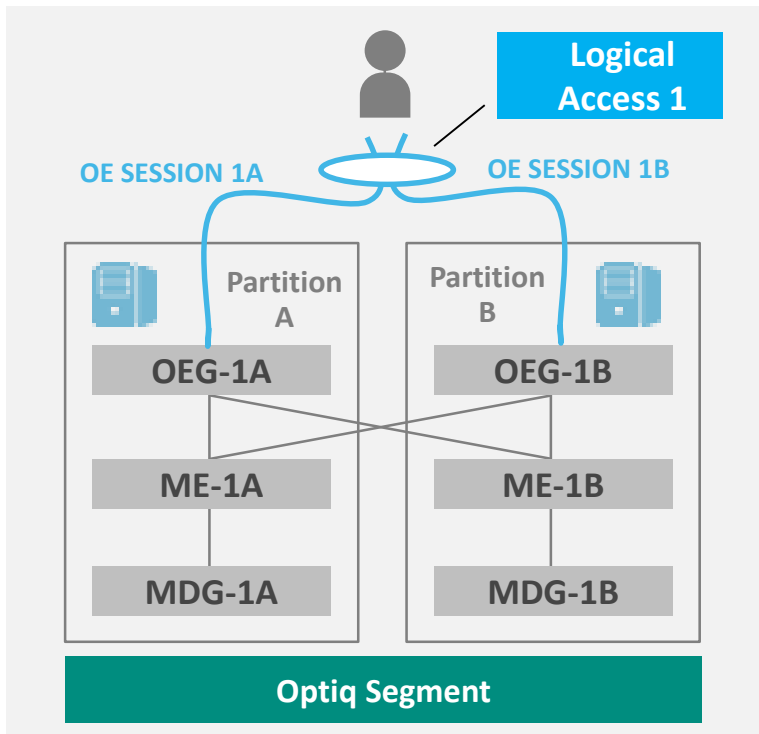 Logical
Access 1
OE SESSION 1A
OE SESSION 1B
Partition
A
Partition
B
OEG-1A
OEG-1B
ME-1A
ME-1B
MDG-1A
MDG-1B
Optiq Segment